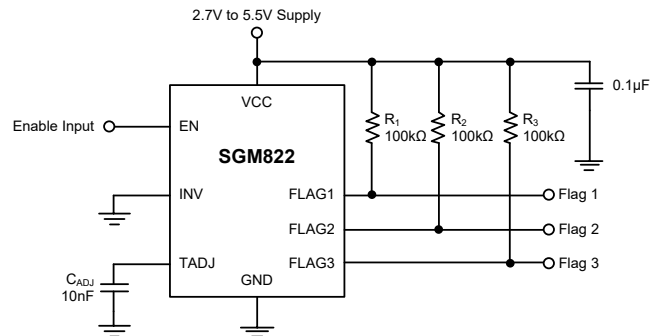 2.7V to 5.5V Supply
VCC
0.1µF
R1
100kΩ
R2
100kΩ
R3
100kΩ
Enable Input
EN
SGM822
INV
FLAG1
Flag 1
FLAG2
Flag 2
TADJ
FLAG3
Flag 3
CADJ
10nF
GND